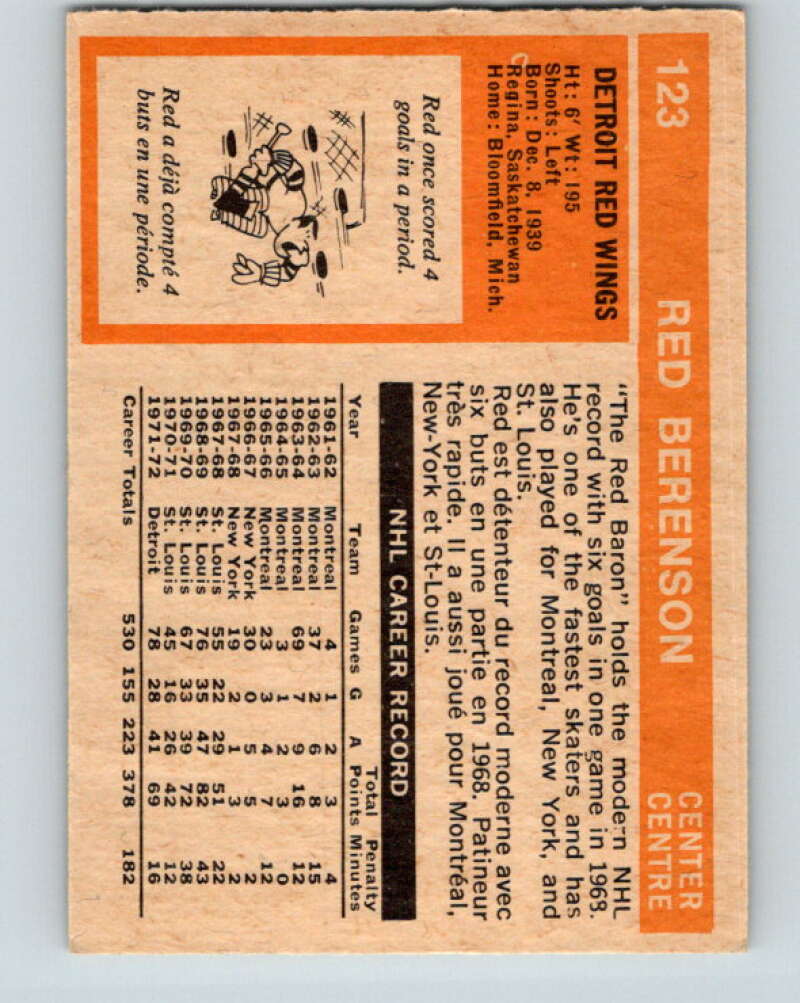 123 RED BERENSON CENTER
CENTRE
DETROIT RED WINGS
Ht: 6' Wt: 195
Shoots: Left
Born: Dec. 8, 1939
Regina, Saskatchewan
Home: Bloomfield, Mich.
Red once scored 4
goals in a period.
Red a déjà compté 4
buts en une période.
"The Red Baron" holds the modern NHL
record with six goals in one game in 1968.
He's one of the fastest skaters and has
also played for Montreal, New York, and
St. Louis.
Red est détenteur du record moderne avec
six buts en une partie en 1968. Patineur
très rapide. Il a aussi joué pour Montréal,
New-York et St-Louis.
NHL CAREER RECORD
Total Penalty
Year Team Games G A Points Minutes
1961-62 Montreal 4 1 2 3 4
1962-63 Montreal 37 2 6 8 15
1963-64 Montreal 69 7 9 16 12
1964-65 Montreal 3 1 2 3 0
1965-66 Montreal 23 3 4 7 12
1966-67 New York 30 0 5 5 2
1967-68 New York 19 2 1 3 2
1967-68 St. Louis 55 22 29 51 22
1968-69 St. Louis 76 35 47 82 43
1969-70 St. Louis 67 33 39 72 38
1970-71 St. Louis 45 16 26 42 12
1971-72 Detroit 78 28 41 69 16
Career Totals 530 155 223 378 182